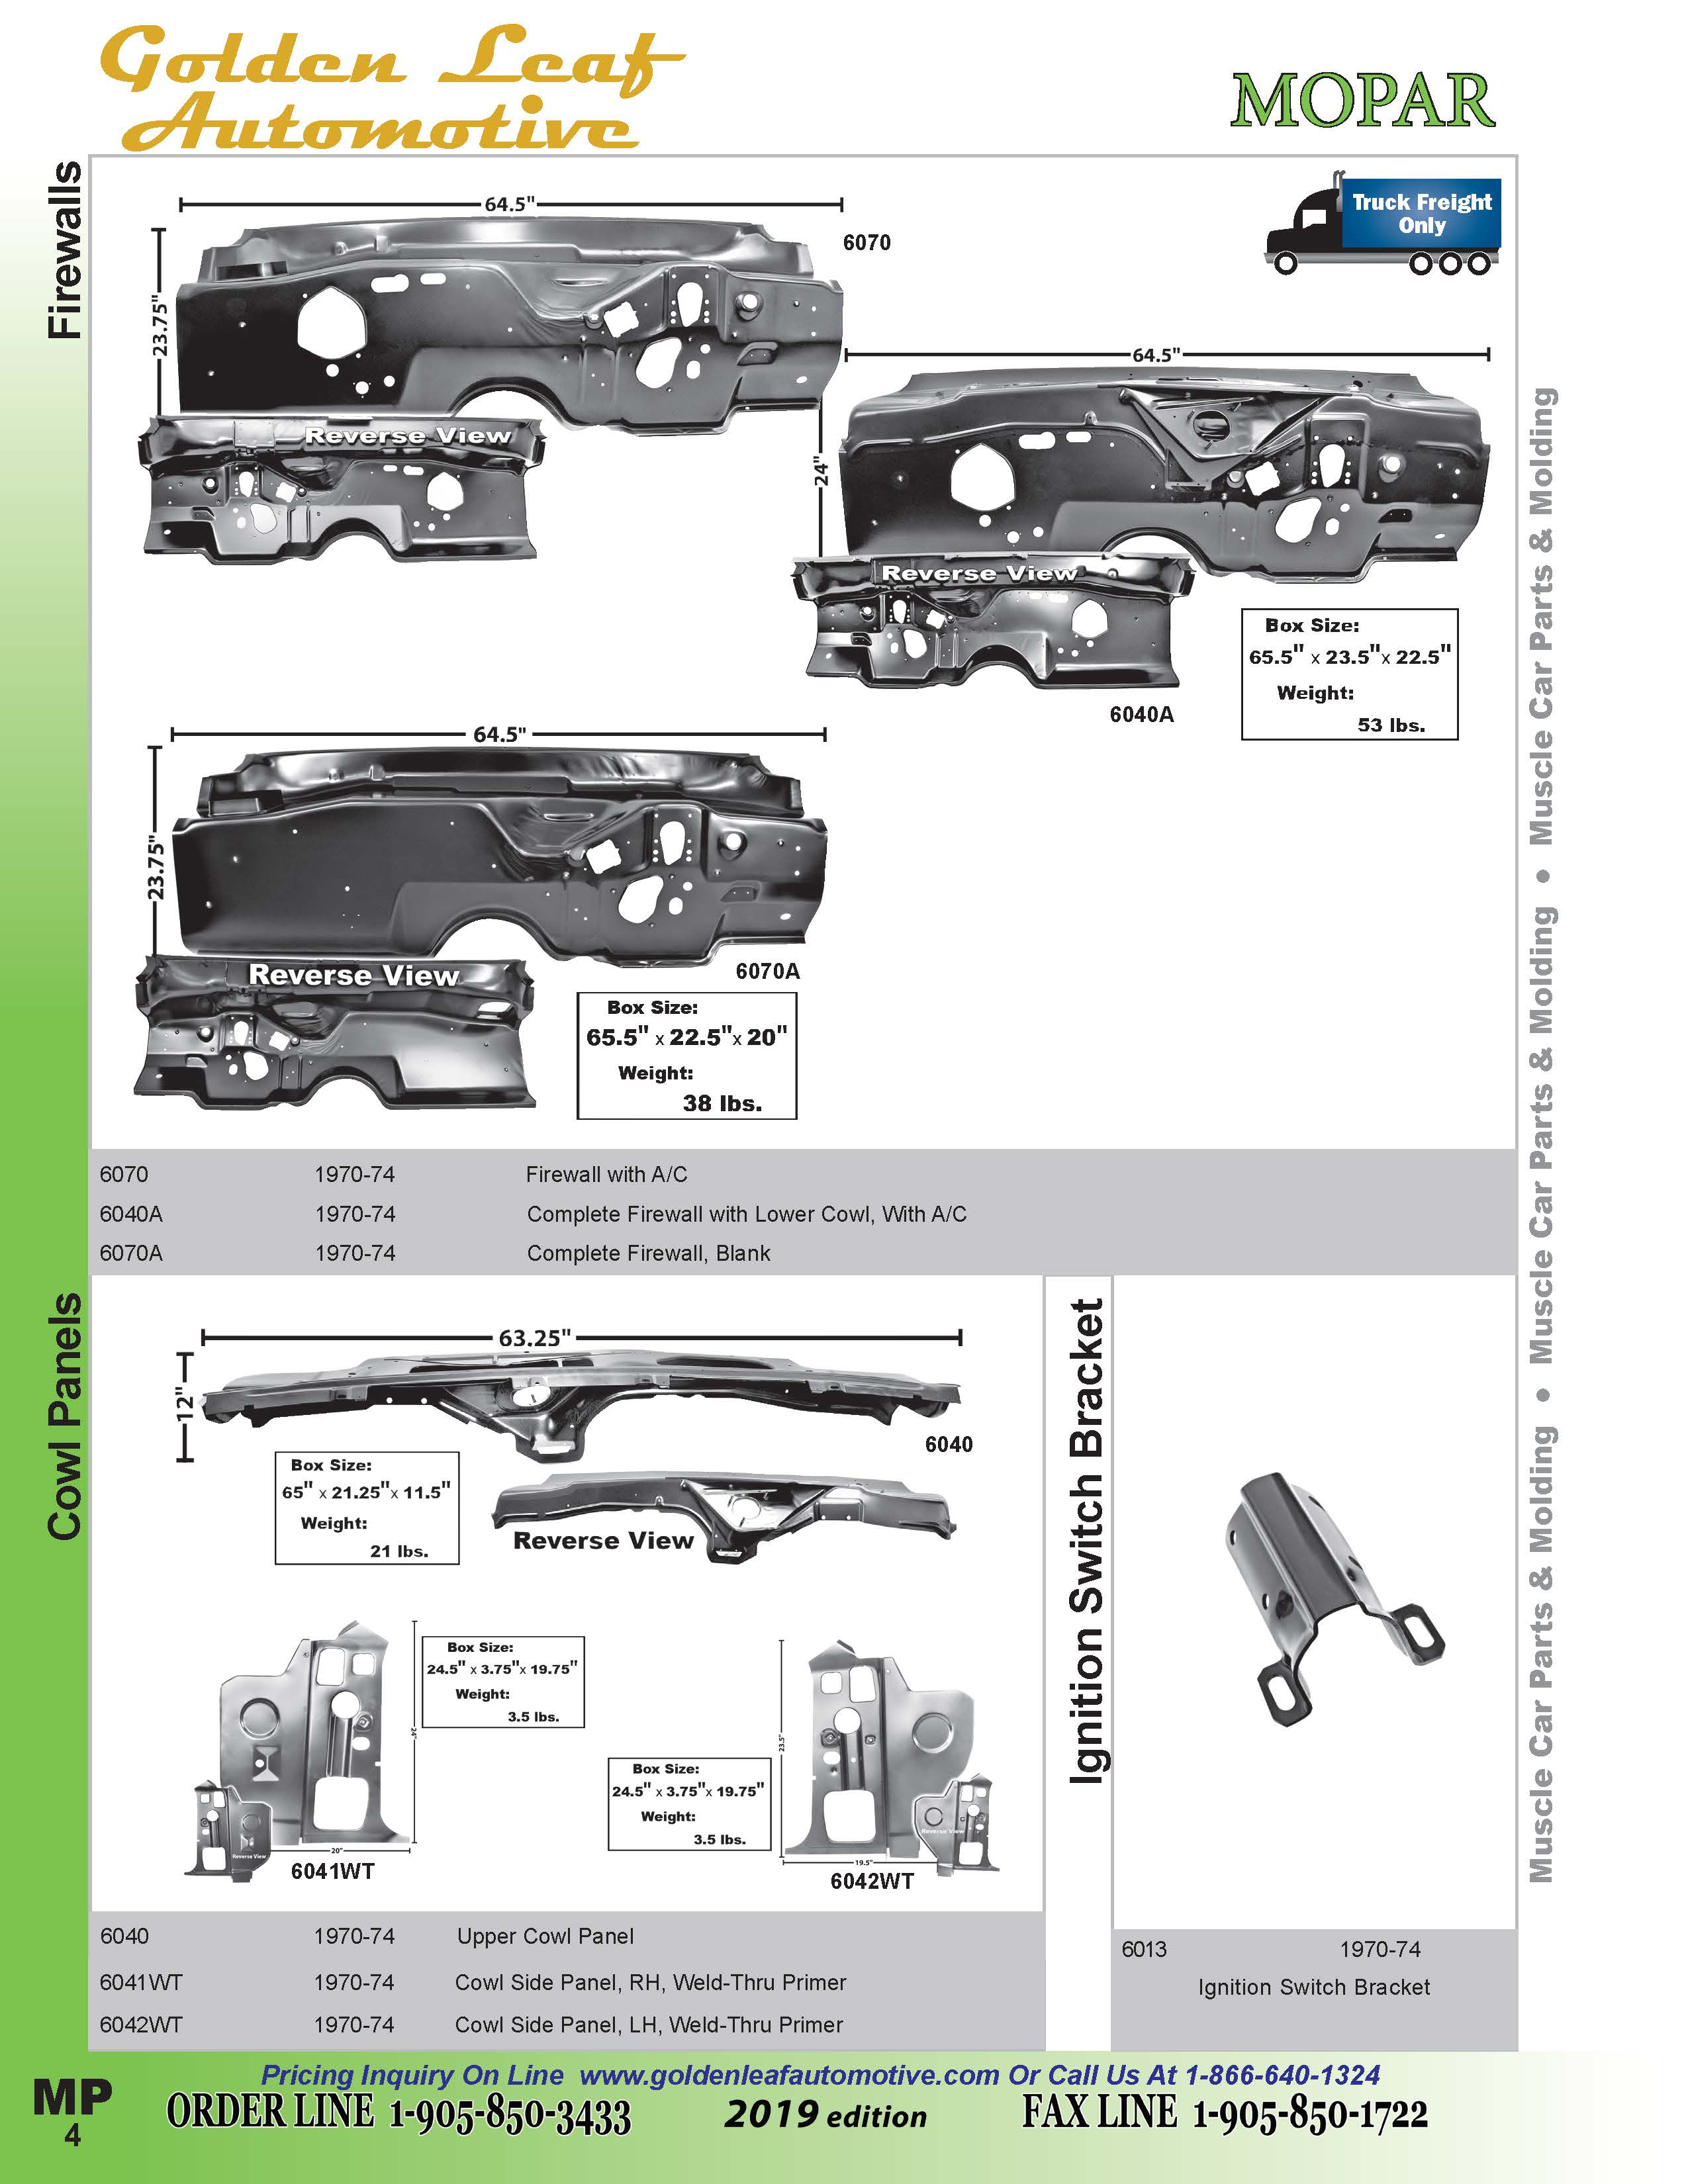 Golden Leaf
Automotive
MOPAR
Firewalls
Truck Freight
Only
64.5"
6070
23.75"
Reverse View
64.5"
24"
Reverse View
6040A
Box Size:
65.5" x 23.5"x 22.5"
Weight:
53 lbs.
64.5"
23.75"
6070A
Reverse View
Box Size:
65.5" x 22.5"x 20"
Weight:
38 lbs.
6070 1970-74 Firewall with A/C
6040A 1970-74 Complete Firewall with Lower Cowl, With A/C
6070A 1970-74 Complete Firewall, Blank
Cowl Panels
63.25"
12"
6040
Box Size:
65" x 21.25"x 11.5"
Weight:
21 lbs.
Reverse View
Box Size:
24.5" x 3.75"x 19.75"
Weight:
3.5 lbs.
24"
20"
Reverse View
6041WT
Box Size:
24.5" x 3.75"x 19.75"
Weight:
3.5 lbs.
23.5"
19.5"
Reverse View
6042WT
6040 1970-74 Upper Cowl Panel
6041WT 1970-74 Cowl Side Panel, RH, Weld-Thru Primer
6042WT 1970-74 Cowl Side Panel, LH, Weld-Thru Primer
Ignition Switch Bracket
6013 1970-74
Ignition Switch Bracket
Muscle Car Parts & Molding • Muscle Car Parts & Molding • Muscle Car Parts & Molding
Pricing Inquiry On Line www.goldenleafautomotive.com Or Call Us At 1-866-640-1324
MP
4
ORDER LINE 1-905-850-3433
2019 edition
FAX LINE 1-905-850-1722